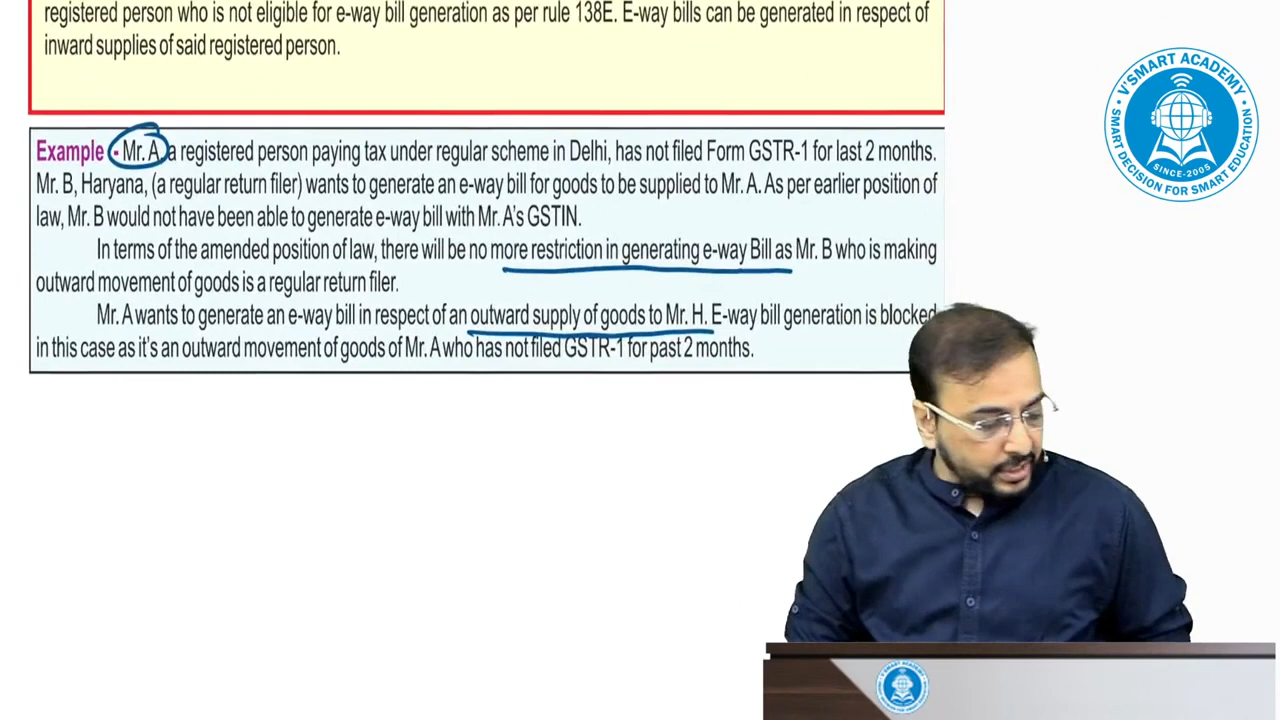 registered person who is not eligible for e-way bill generation as per rule 138E. E-way bills can be generated in respect of
inward supplies of said registered person.
Example - Mr. A, a registered person paying tax under regular scheme in Delhi, has not filed Form GSTR-1 for last 2 months.
Mr. B, Haryana, (a regular return filer) wants to generate an e-way bill for goods to be supplied to Mr. A. As per earlier position of
law, Mr. B would not have been able to generate e-way bill with Mr. A's GSTIN.
In terms of the amended position of law, there will be no more restriction in generating e-way Bill as Mr. B who is making
outward movement of goods is a regular return filer.
Mr. A wants to generate an e-way bill in respect of an outward supply of goods to Mr. H. E-way bill generation is blocked
in this case as it's an outward movement of goods of Mr. A who has not filed GSTR-1 for past 2 months.
V'SMART ACADEMY
SINCE-2005
SMART DECISION FOR SMART EDUCATION
V'SMART ACADEMY